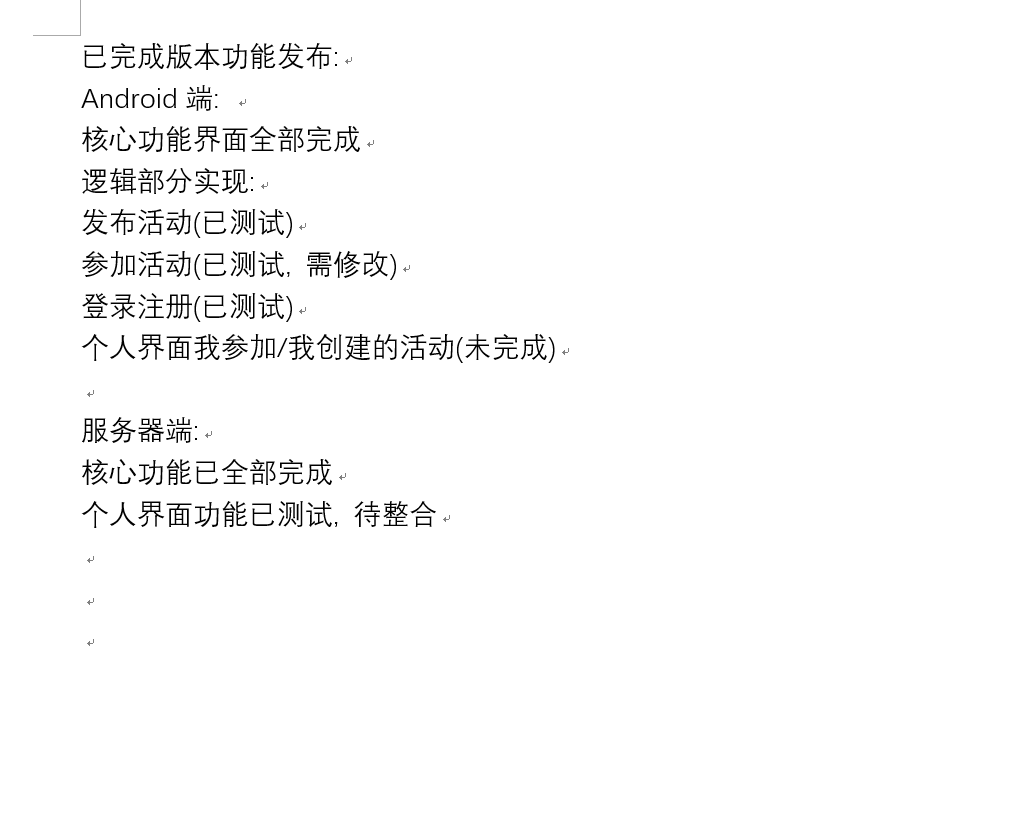 已完成版本功能发布:
Android 端:
核心功能界面全部完成
逻辑部分实现:
发布活动(已测试)
参加活动(已测试, 需修改)
登录注册(已测试)
个人界面我参加/我创建的活动(未完成)
服务器端:
核心功能已全部完成
个人界面功能已测试, 待整合